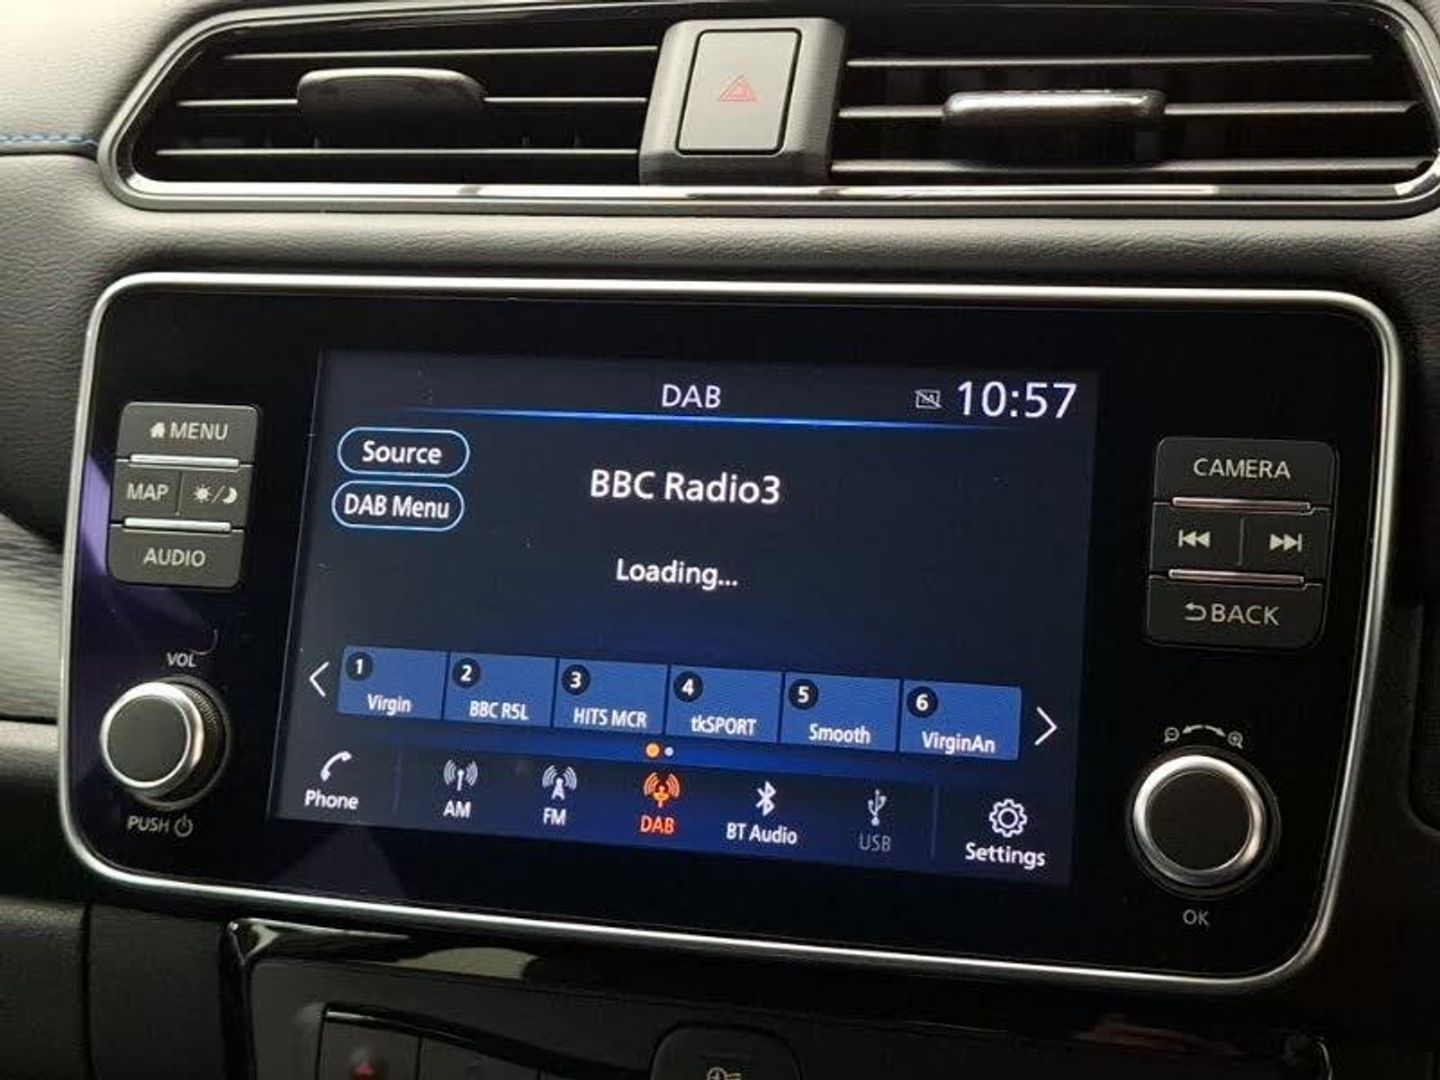 DAB
10:57
MENU
MAP
AUDIO
Source
DAB Menu
BBC Radio3
Loading...
CAMERA
BACK
VOL
PUSH
1 Virgin
2 BBC R5L
3 HITS MCR
4 tkSPORT
5 Smooth
6 VirginAn
Phone
AM
FM
DAB
BT Audio
USB
Settings
OK